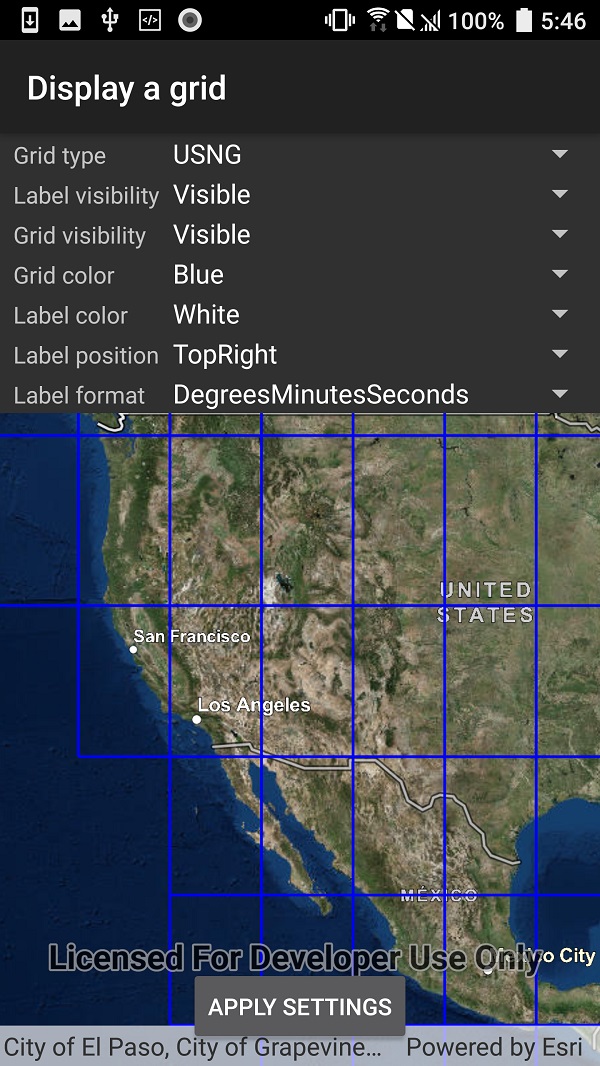 100% 5:46
Display a grid
Grid type USNG
Label visibility Visible
Grid visibility Visible
Grid color Blue
Label color White
Label position TopRight
Label format DegreesMinutesSeconds
UNITED
STATES
San Francisco
Los Angeles
MÉXICO
Licensed For Developer Use Only
Mexico City
APPLY SETTINGS
City of El Paso, City of Grapevine... Powered by Esri